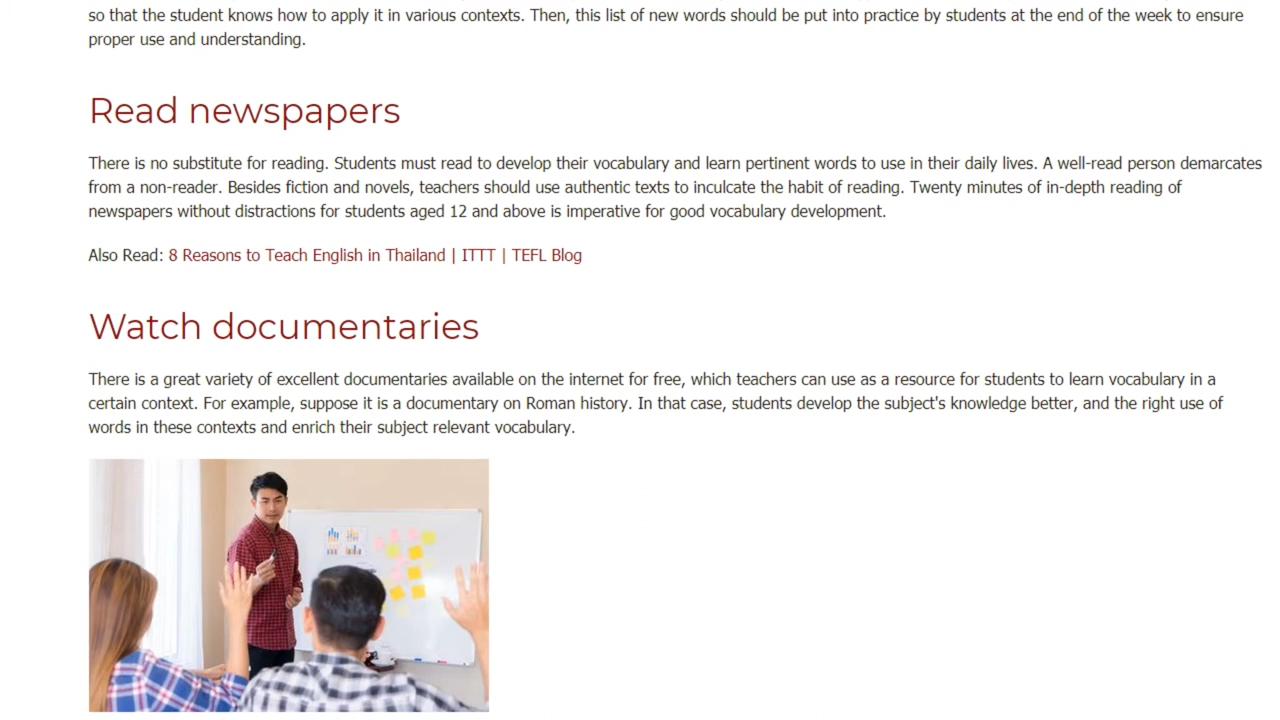 so that the student knows how to apply it in various contexts. Then, this list of new words should be put into practice by students at the end of the week to ensure
proper use and understanding.
Read newspapers
There is no substitute for reading. Students must read to develop their vocabulary and learn pertinent words to use in their daily lives. A well-read person demarcates
from a non-reader. Besides fiction and novels, teachers should use authentic texts to inculcate the habit of reading. Twenty minutes of in-depth reading of
newspapers without distractions for students aged 12 and above is imperative for good vocabulary development.
Also Read: 8 Reasons to Teach English in Thailand | ITTT | TEFL Blog
Watch documentaries
There is a great variety of excellent documentaries available on the internet for free, which teachers can use as a resource for students to learn vocabulary in a
certain context. For example, suppose it is a documentary on Roman history. In that case, students develop the subject's knowledge better, and the right use of
words in these contexts and enrich their subject relevant vocabulary.